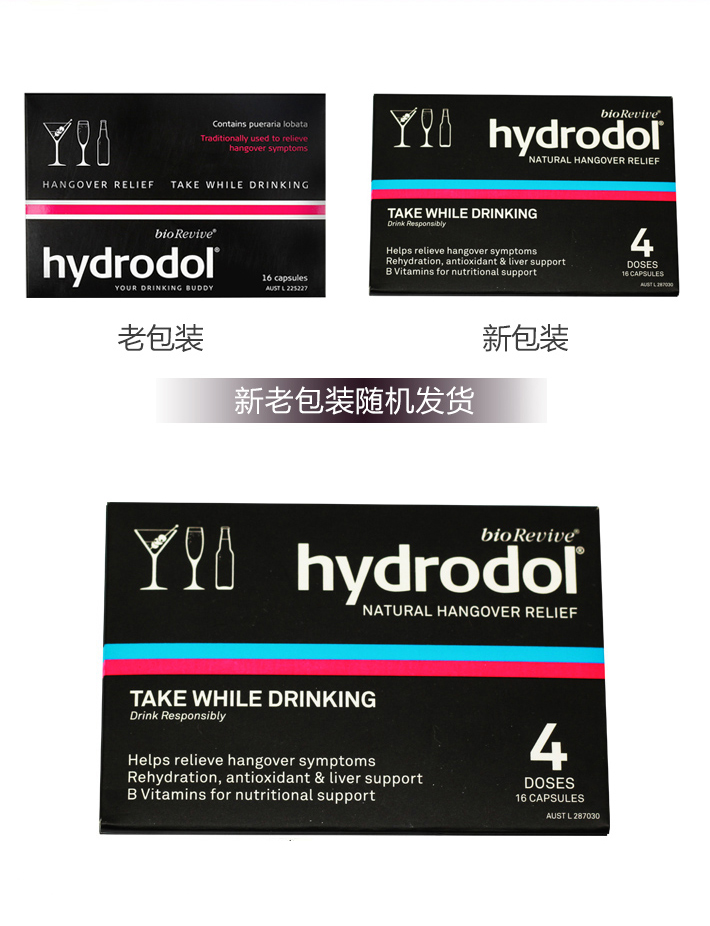 Contains pueraria lobata
Traditionally used to relieve
hangover symptoms
HANGOVER RELIEF TAKE WHILE DRINKING
bioRevive®
hydrodol®
YOUR DRINKING BUDDY
16 capsules
AUST L 225227
老包装
bioRevive®
hydrodol®
NATURAL HANGOVER RELIEF
TAKE WHILE DRINKING
Drink Responsibly
Helps relieve hangover symptoms
Rehydration, antioxidant & liver support
B Vitamins for nutritional support
4
DOSES
16 CAPSULES
AUST L 287030
新包装
新老包装随机发货
bioRevive®
hydrodol®
NATURAL HANGOVER RELIEF
TAKE WHILE DRINKING
Drink Responsibly
Helps relieve hangover symptoms
Rehydration, antioxidant & liver support
B Vitamins for nutritional support
4
DOSES
16 CAPSULES
AUST L 287030